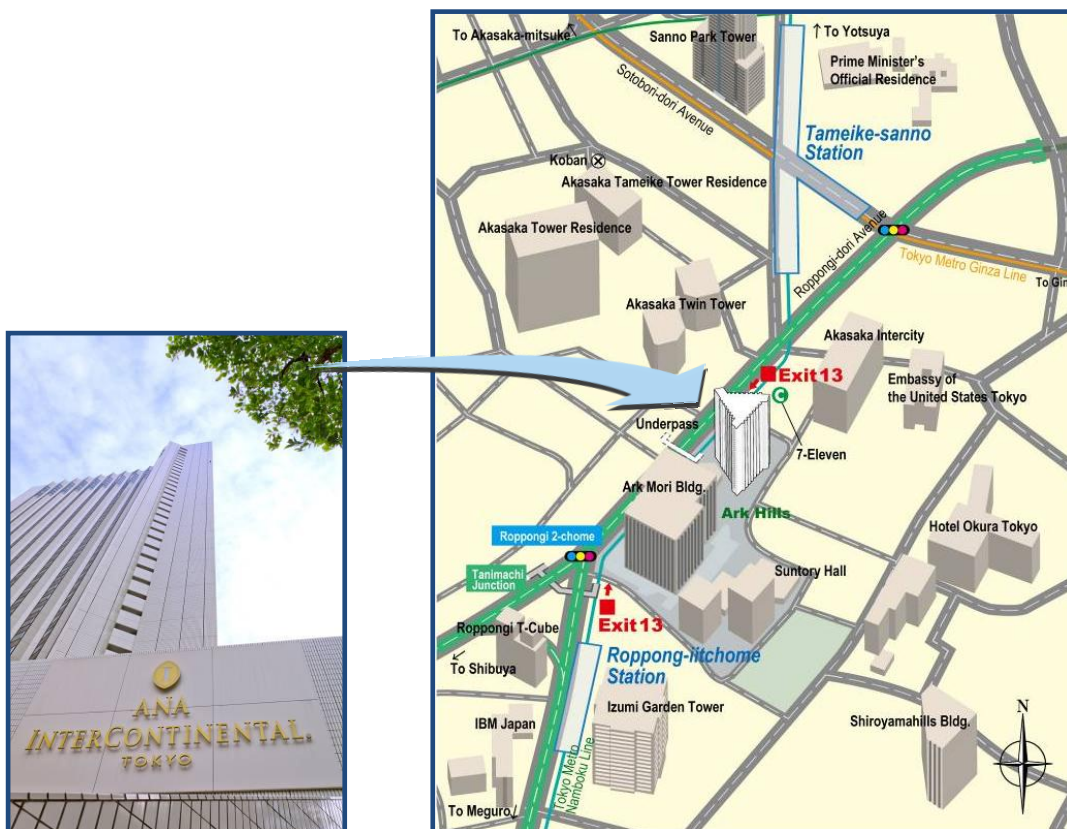 ANA
INTERCONTINENTAL®
TOKYO
To Akasaka-mitsuke
Sanno Park Tower
To Yotsuya
Prime Minister's
Official Residence
Sotobori-dori Avenue
Tameike-sanno
Station
Koban
Akasaka Tameike Tower Residence
Akasaka Tower Residence
Roppongi-dori Avenue
Tokyo Metro Ginza Line
To Gin
Akasaka Twin Tower
Akasaka Intercity
Exit 13
Embassy of
the United States Tokyo
C
Underpass
7-Eleven
Ark Mori Bldg.
Ark Hills
Hotel Okura Tokyo
Roppongi 2-chome
Tanimachi
Junction
Suntory Hall
Exit 13
Roppongi T-Cube
Roppong-iitchome
Station
To Shibuya
Izumi Garden Tower
IBM Japan
Shiroyamahills Bldg.
N
Tokyo Metro
Namboku Line
To Meguro